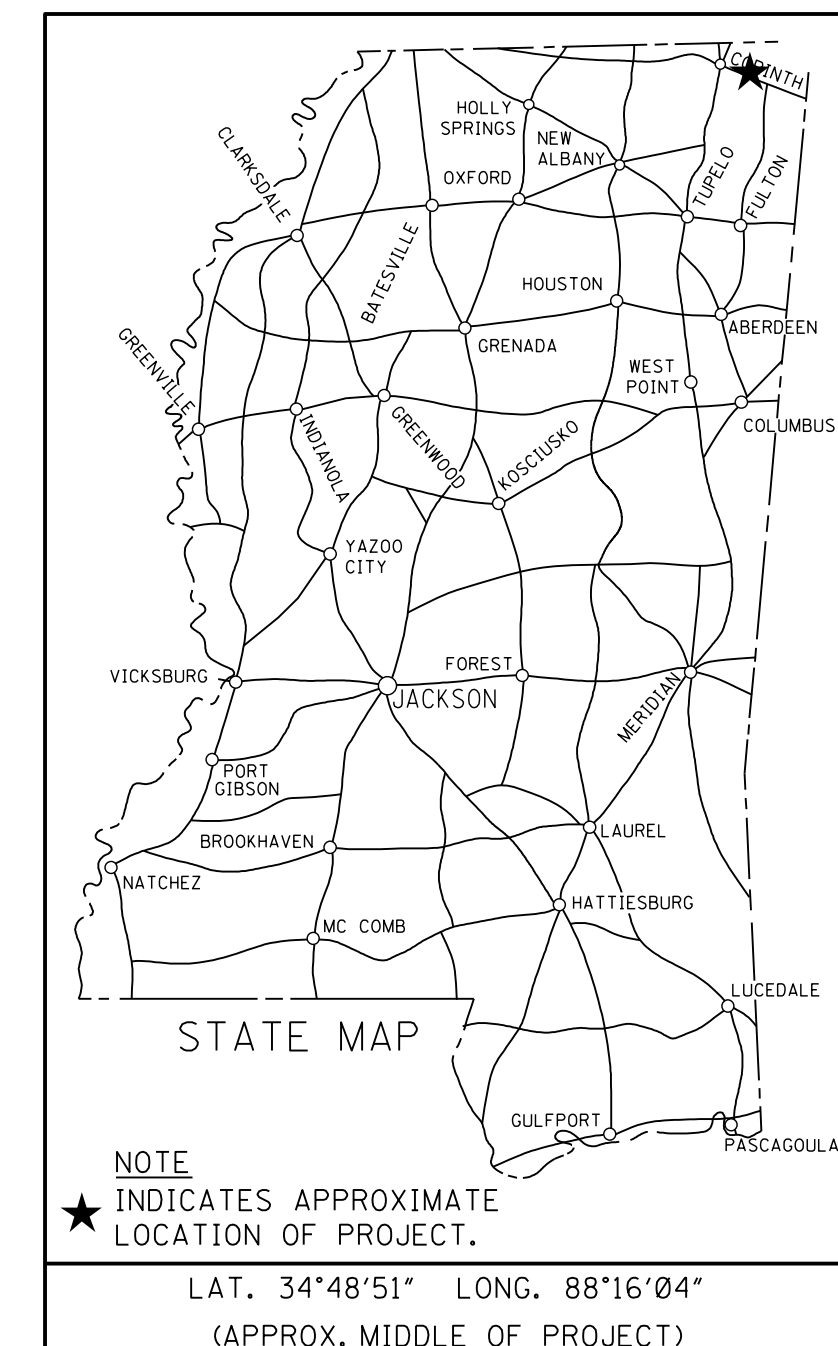 CORINTH
HOLLY
SPRINGS
NEW
ALBANY
CLARKSDALE
OXFORD
TUPELO
FULTON
BATESVILLE
HOUSTON
ABERDEEN
GREENVILLE
GRENADA
WEST
POINT
COLUMBUS
INDIANOLA
GREENWOOD
KOSCIUSKO
YAZOO
CITY
VICKSBURG
FOREST
JACKSON
MERIDIAN
PORT
GIBSON
BROOKHAVEN
LAUREL
NATCHEZ
HATTIESBURG
MC COMB
LUCEDALE
STATE MAP
GULFPORT
PASCAGOULA
NOTE
INDICATES APPROXIMATE
LOCATION OF PROJECT.
LAT. 34°48'51" LONG. 88°16'04"
(APPROX. MIDDLE OF PROJECT)